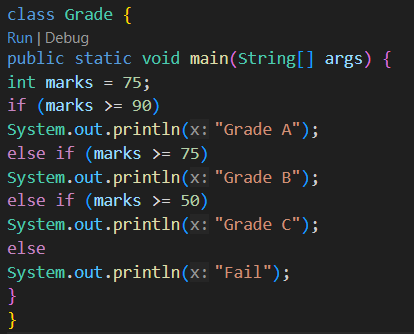 class Grade {
Run | Debug
public static void main(String[] args) {
int marks = 75;
if (marks >= 90)
System.out.println(x: "Grade A");
else if (marks >= 75)
System.out.println(x: "Grade B");
else if (marks >= 50)
System.out.println(x: "Grade C");
else
System.out.println(x: "Fail");
}
}